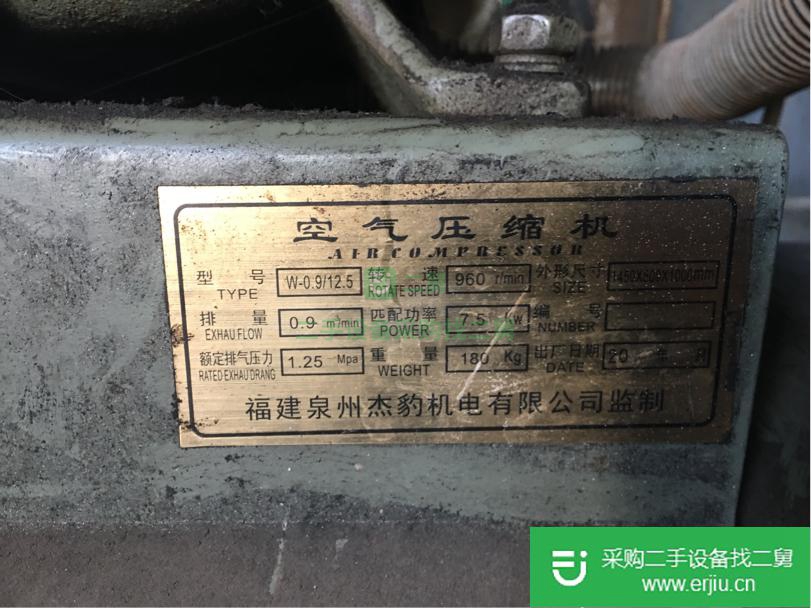 空气压缩机
AIR COMPRESSOR
型号 W-0.9/12.5 转速 960 r/min 外形尺寸 1450X500X1000mm
TYPE ROTATE SPEED SIZE
排量 0.9 m³/min 匹配功率 7.5 Kw 编号
EXHAUFLOW POWER NUMBER
额定排气压力 1.25 Mpa 重量 180 Kg 出厂日期 20 年 月
RATED EXHAU DRANG WEIGHT DATE
福建泉州杰豹机电有限公司监制
采购二手设备找二舅
www.erjiu.cn